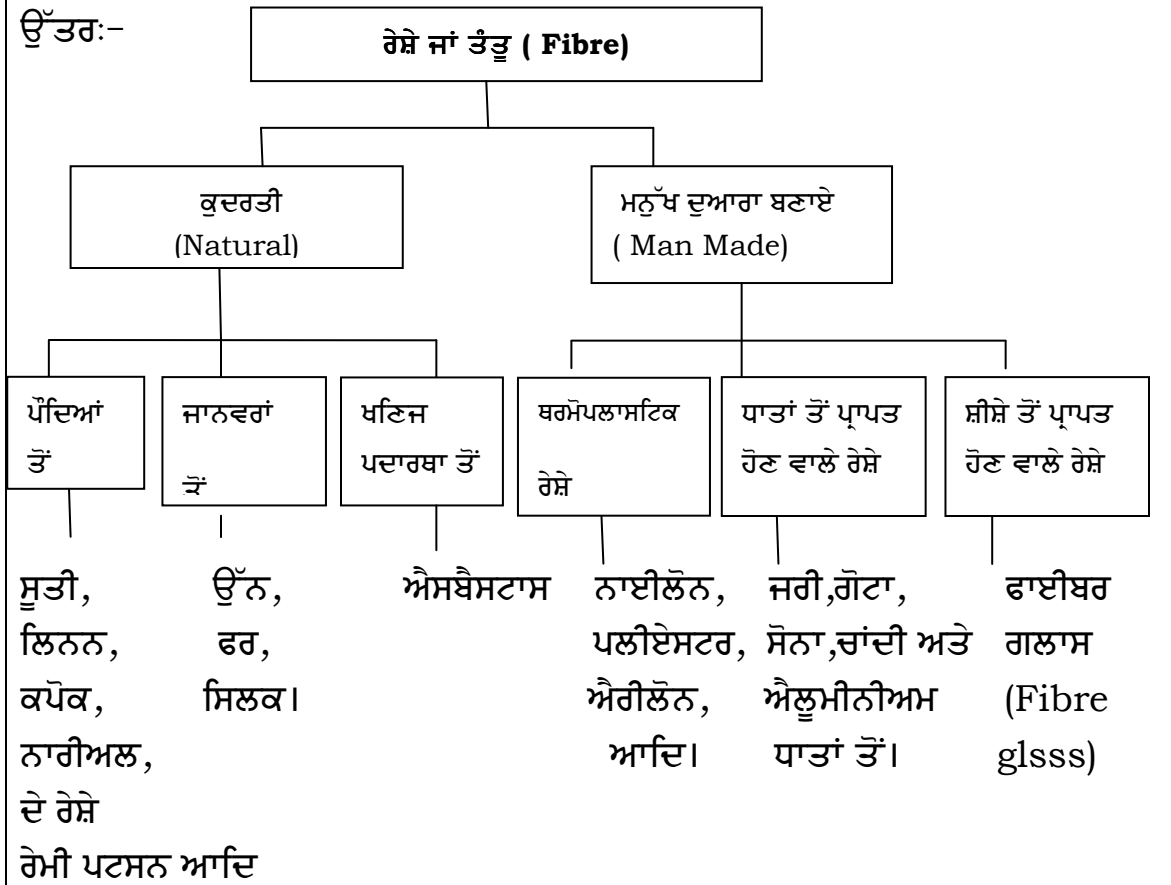 ਉੱਤਰਃ-
ਰੇਸ਼ੇ ਜਾਂ ਤੰਤੂ ( Fibre)
ਕੁਦਰਤੀ
(Natural)
ਮਨੁੱਖ ਦੁਆਰਾ ਬਣਾਏ
( Man Made)
ਪੌਦਿਆਂ
ਤੋਂ
ਜਾਨਵਰਾਂ
ਤੋਂ
ਖਣਿਜ
ਪਦਾਰਥਾ ਤੋਂ
ਥਰਮੋਪਲਾਸਟਿਕ
ਰੇਸ਼ੇ
ਧਾਤਾਂ ਤੋਂ ਪ੍ਰਾਪਤ
ਹੋਣ ਵਾਲੇ ਰੇਸ਼ੇ
ਸ਼ੀਸ਼ੇ ਤੋਂ ਪ੍ਰਾਪਤ
ਹੋਣ ਵਾਲੇ ਰੇਸ਼ੇ
ਸੂਤੀ,
ਲਿਨਨ,
ਕਪੋਕ,
ਨਾਰੀਅਲ,
ਦੇ ਰੇਸ਼ੇ
ਰੇਮੀ ਪਟਸਨ ਆਦਿ
ਉੱਨ,
ਫਰ,
ਸਿਲਕ।
ਐਸਬੈਸਟਾਸ
ਨਾਈਲੋਨ,
ਪਲੀਏਸਟਰ,
ਐਰੀਲੋਨ,
ਆਦਿ।
ਜਰੀ,ਗੋਟਾ,
ਸੋਨਾ,ਚਾਂਦੀ ਅਤੇ
ਐਲੂਮੀਨੀਅਮ
ਧਾਤਾਂ ਤੋਂ।
ਫਾਈਬਰ
ਗਲਾਸ
(Fibre
glsss)